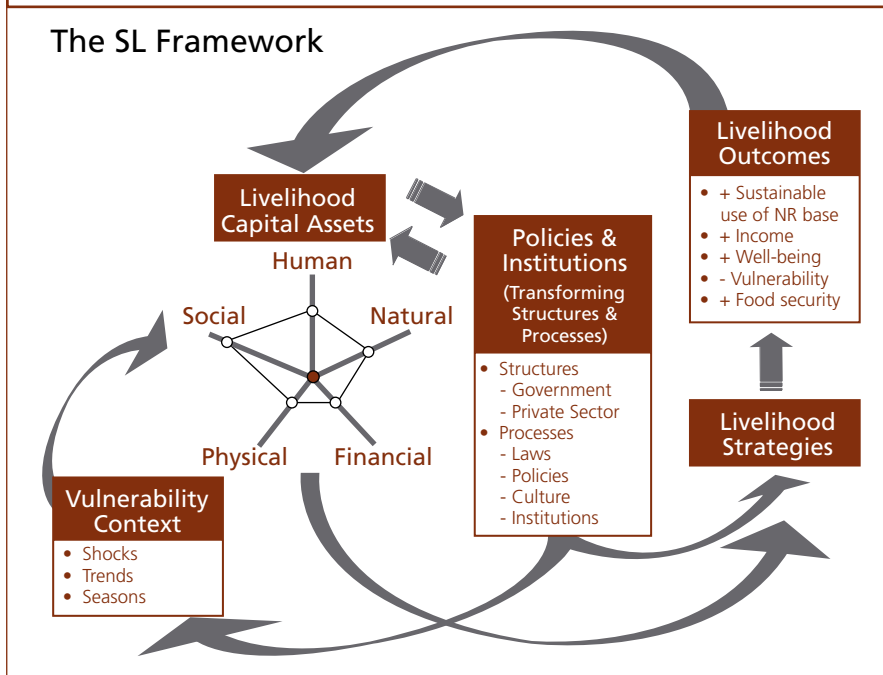 The SL Framework
Livelihood
Capital Assets
Human
Social
Natural
Physical
Financial
Vulnerability
Context
• Shocks
• Trends
• Seasons
Policies &
Institutions
(Transforming
Structures &
Processes)
• Structures
- Government
- Private Sector
• Processes
- Laws
- Policies
- Culture
- Institutions
Livelihood
Outcomes
• + Sustainable
use of NR base
• + Income
• + Well-being
• - Vulnerability
• + Food security
Livelihood
Strategies